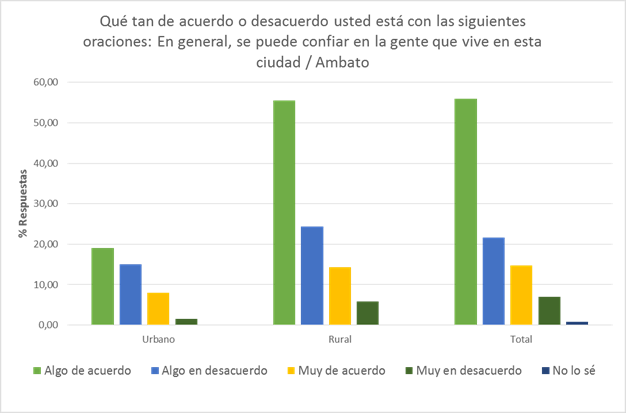 Qué tan de acuerdo o desacuerdo usted está con las siguientes
oraciones: En general, se puede confiar en la gente que vive en esta
ciudad / Ambato
60,00
50,00
40,00
30,00
20,00
10,00
0,00
% Respuestas
Urbano Rural Total
Algo de acuerdo Algo en desacuerdo Muy de acuerdo Muy en desacuerdo No lo sé